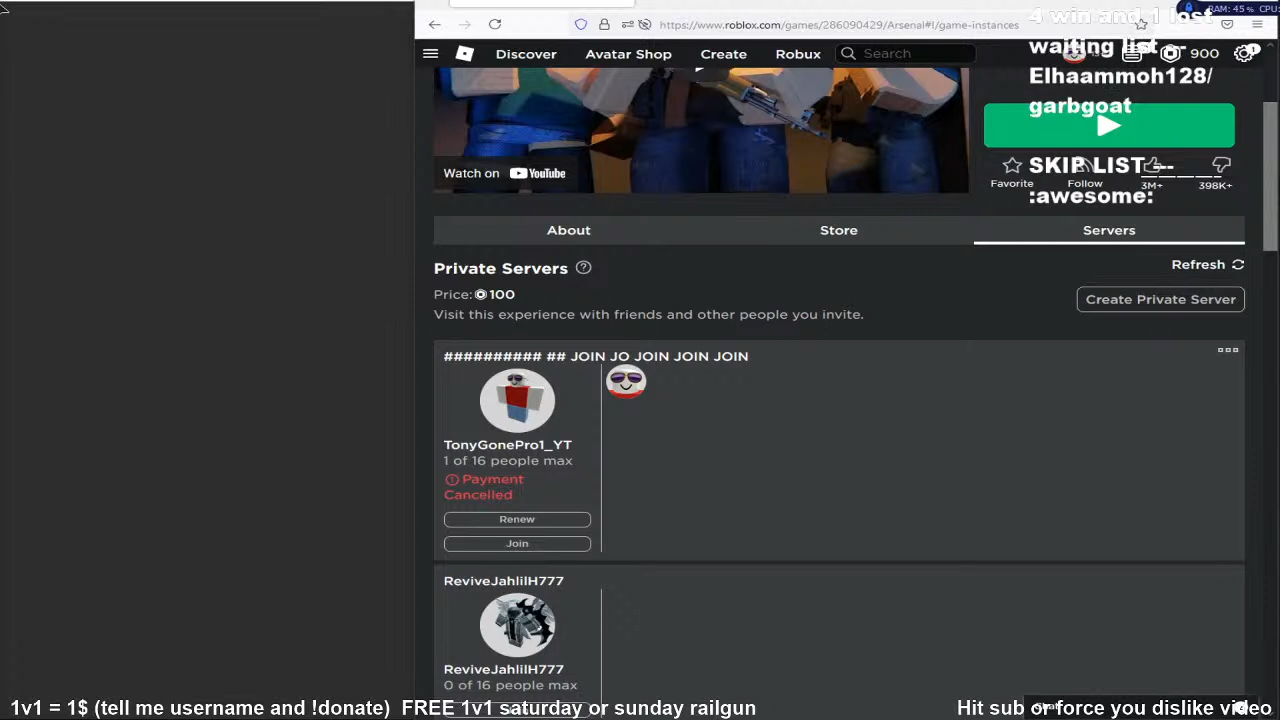 RAM: 45 % CPU:
https://www.roblox.com/games/286090429/Arsenal#!/game-instances
4 win and 1 lost
waiting list --
Elhaammoh128/
garbgoat
SKIP LIST ---_____
:awesome:
Discover
Avatar Shop
Create
Robux
Search
900
1
Watch on YouTube
Favorite
Follow
3M+
398K+
About
Store
Servers
Private Servers
Refresh
Price: 100
Create Private Server
Visit this experience with friends and other people you invite.
########## ## JOIN JO JOIN JOIN JOIN
TonyGonePro1_YT
1 of 16 people max
Payment
Cancelled
Renew
Join
ReviveJahlilH777
ReviveJahlilH777
0 of 16 people max
1v1 = 1$ (tell me username and !donate) FREE 1v1 saturday or sunday railgun
Hit sub or force you dislike video